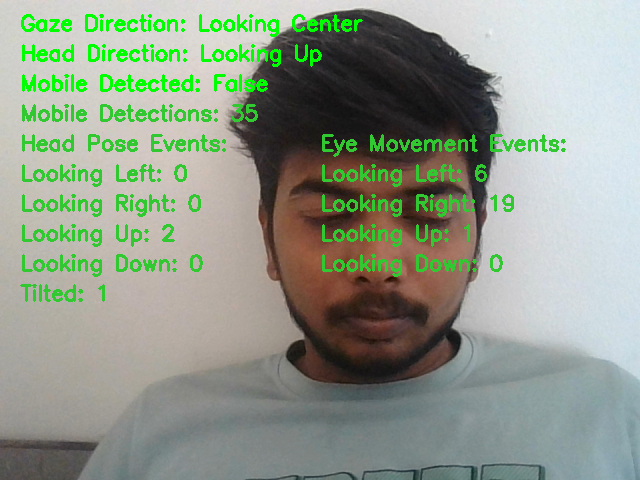 Gaze Direction: Looking Center
Head Direction: Looking Up
Mobile Detected: False
Mobile Detections: 35
Head Pose Events:
Looking Left: 0
Looking Right: 0
Looking Up: 2
Looking Down: 0
Tilted: 1
Eye Movement Events:
Looking Left: 6
Looking Right: 19
Looking Up: 1
Looking Down: 0